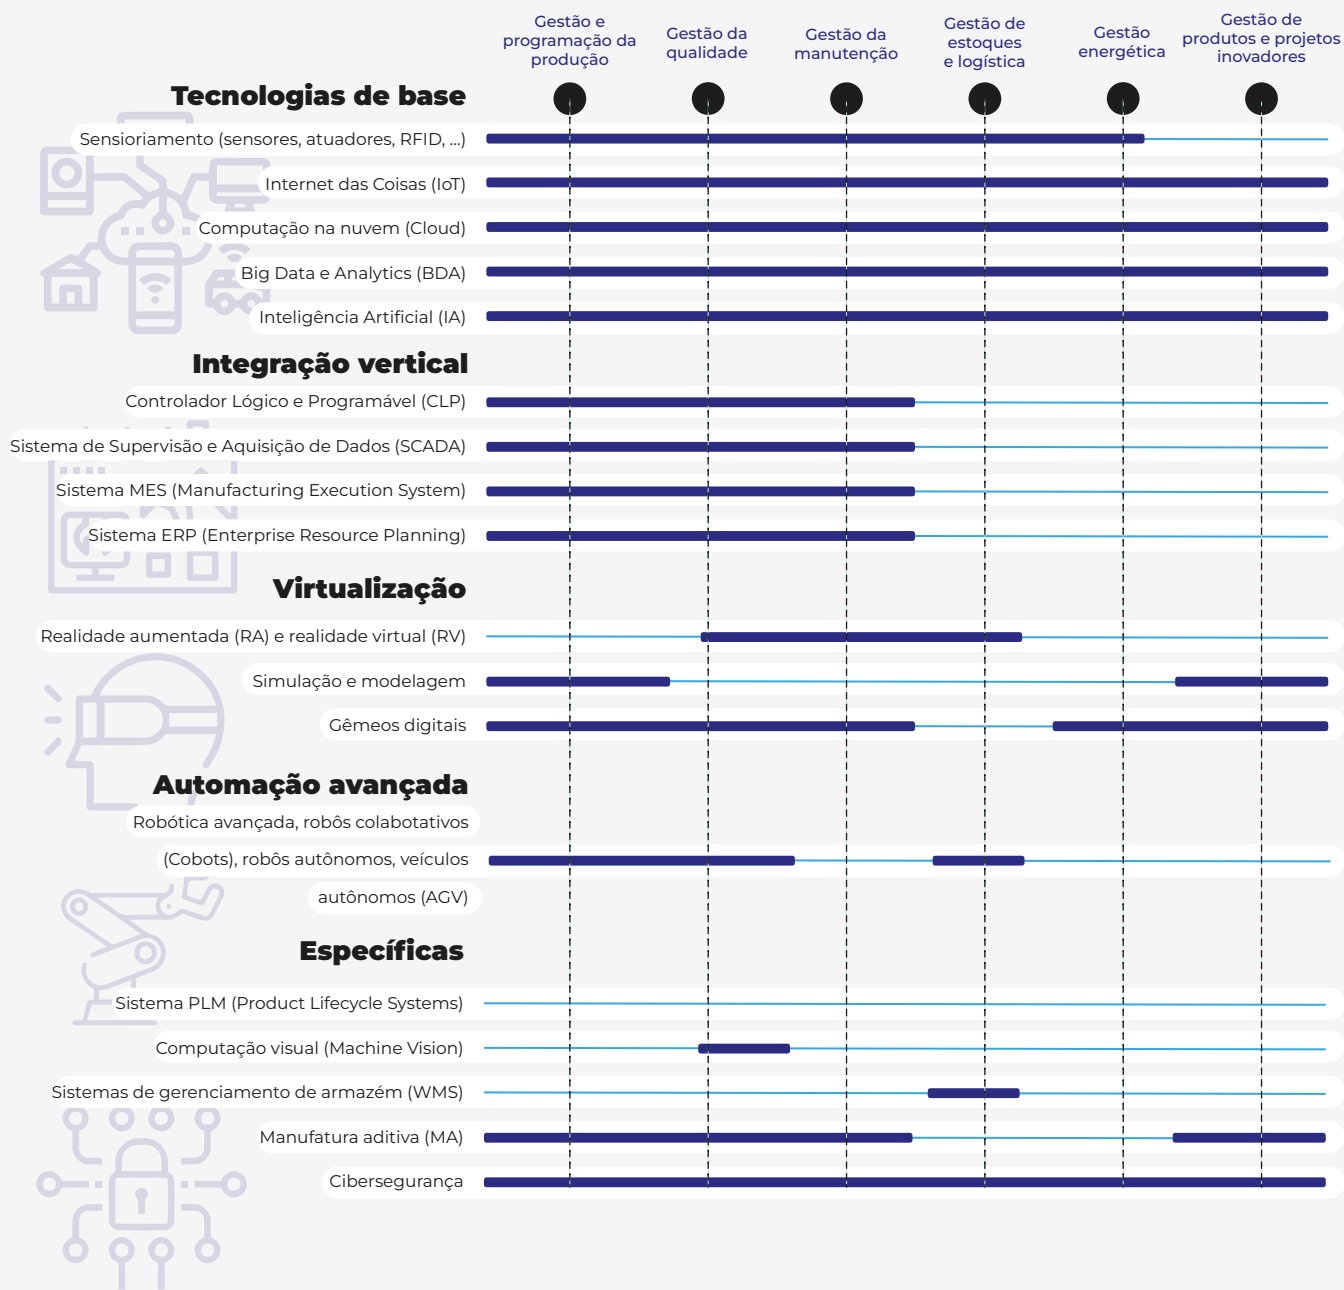 Gestão e
programação da
produção
Gestão da
qualidade
Gestão da
manutenção
Gestão de
estoques
e logística
Gestão
energética
Gestão de
produtos e projetos
inovadores
Tecnologias de base
Sensioriamento (sensores, atuadores, RFID, ...)
Internet das Coisas (IoT)
Computação na nuvem (Cloud)
Big Data e Analytics (BDA)
Inteligência Artificial (IA)
Integração vertical
Controlador Lógico e Programável (CLP)
Sistema de Supervisão e Aquisição de Dados (SCADA)
Sistema MES (Manufacturing Execution System)
Sistema ERP (Enterprise Resource Planning)
Virtualização
Realidade aumentada (RA) e realidade virtual (RV)
Simulação e modelagem
Gêmeos digitais
Automação avançada
Robótica avançada, robôs colabotativos
(Cobots), robôs autônomos, veículos
autônomos (AGV)
Específicas
Sistema PLM (Product Lifecycle Systems)
Computação visual (Machine Vision)
Sistemas de gerenciamento de armazém (WMS)
Manufatura aditiva (MA)
Cibersegurança